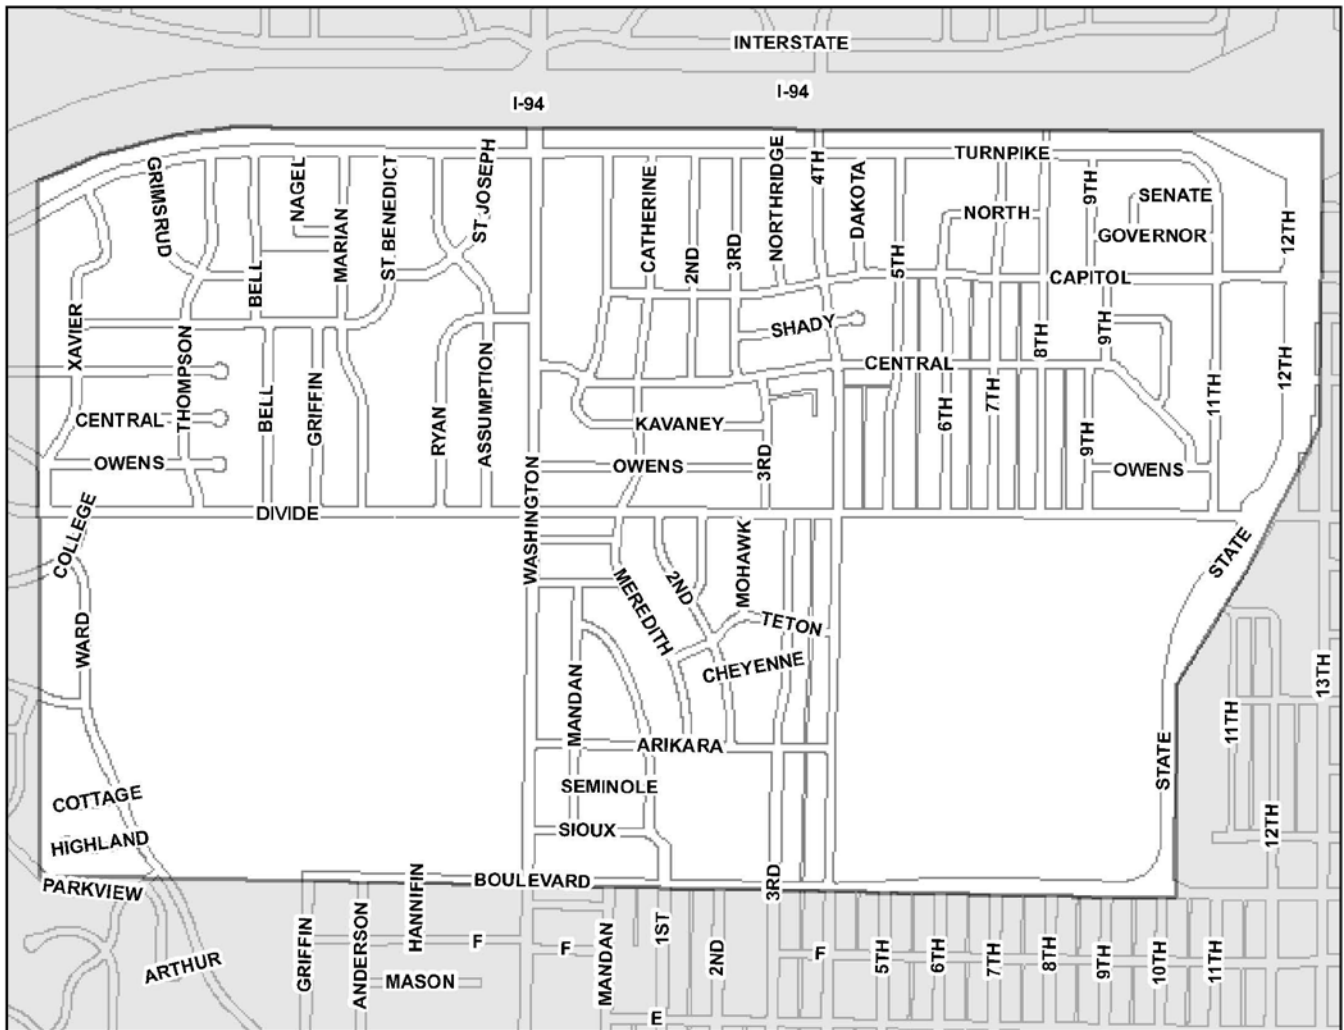 INTERSTATE
I-94
I-94
GRIMSRUD
NAGEL
ST. BENEDICT
ST. JOSEPH
CATHERINE
NORTHRIDGE
4TH
DAKOTA
TURNPIKE
9TH
SENATE
NORTH
GOVERNOR
12TH
BELL
MARIAN
2ND
3RD
5TH
CAPITOL
XAVIER
THOMPSON
SHADY
8TH
9TH
12TH
CENTRAL
7TH
11TH
CENTRAL
BELL
GRIFFIN
RYAN
ASSUMPTION
KAVANEY
6TH
9TH
OWENS
OWENS
3RD
OWENS
DIVIDE
WASHINGTON
COLLEGE
STATE
MEREDITH
2ND
MOHAWK
TETON
WARD
CHEYENNE
13TH
MANDAN
ARIKARA
11TH
STATE
SEMINOLE
COTTAGE
SIOUX
12TH
HIGHLAND
PARKVIEW
BOULEVARD
3RD
HANNIFIN
GRIFFIN
ANDERSON
F
F
MANDAN
1ST
2ND
F
5TH
6TH
7TH
8TH
9TH
10TH
11TH
ARTHUR
MASON
E